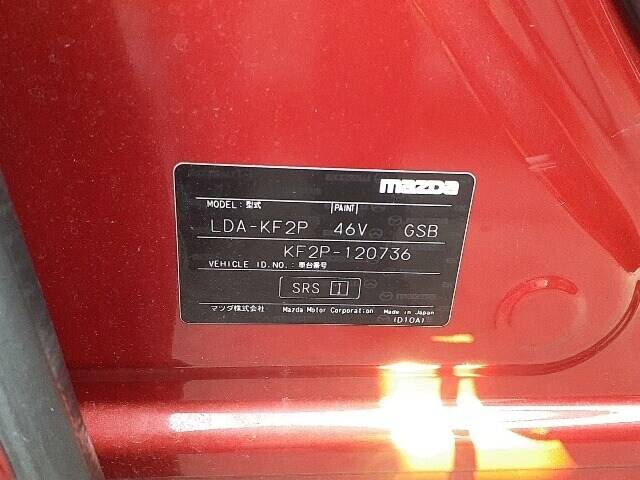 mazda
MODEL:型式 PAINT
LDA-KF2P 46V GSB
KF2P-120736
VEHICLE ID.NO.:車台番号
SRS I
マツダ株式会社 Mazda Motor Corporation Made in Japan
(D10A)